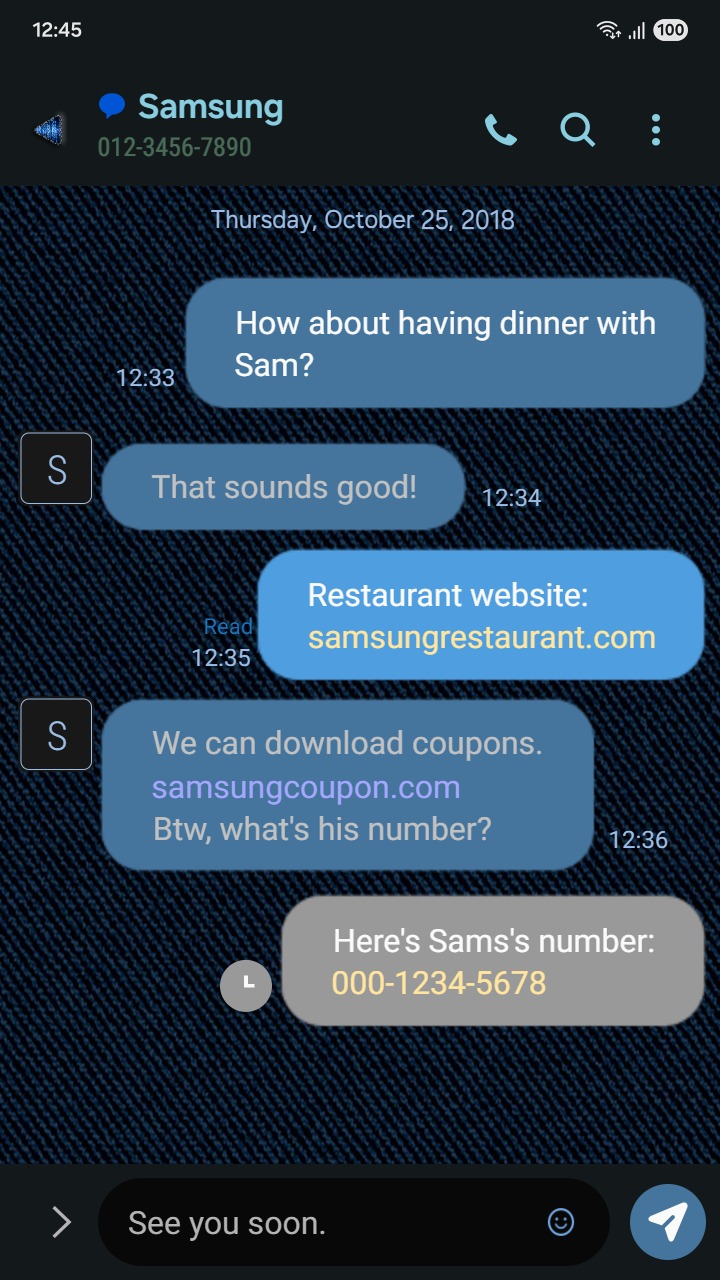 12:45
100
Samsung
012-3456-7890
Thursday, October 25, 2018
How about having dinner with
Sam?
12:33
S
That sounds good!
12:34
Restaurant website:
samsungrestaurant.com
Read
12:35
S
We can download coupons.
samsungcoupon.com
Btw, what's his number?
12:36
Here's Sams's number:
000-1234-5678
See you soon.